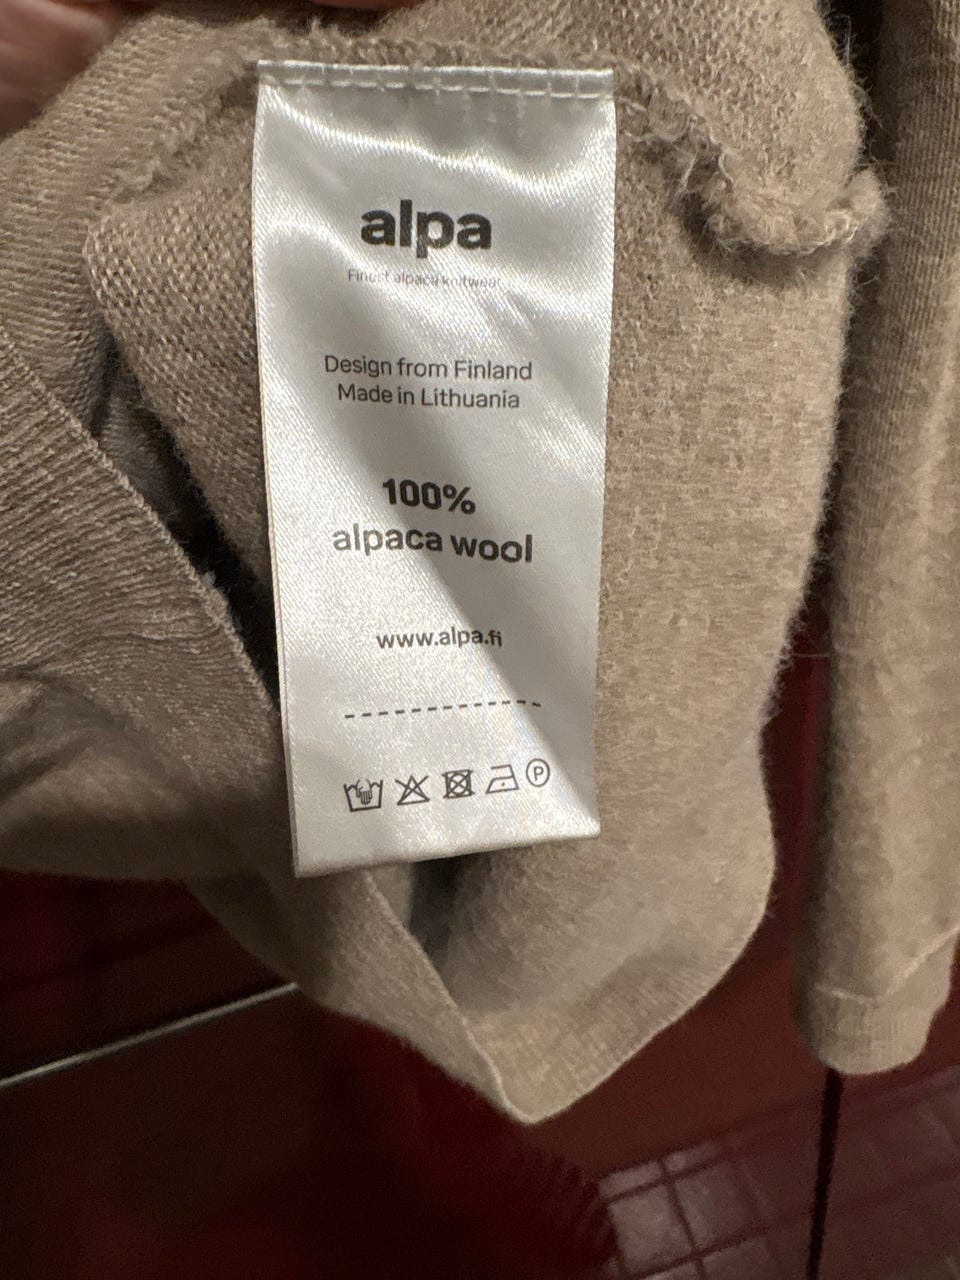 alpa
Finest alpaca knitwear
Design from Finland
Made in Lithuania
100%
alpaca wool
www.alpa.fi
P